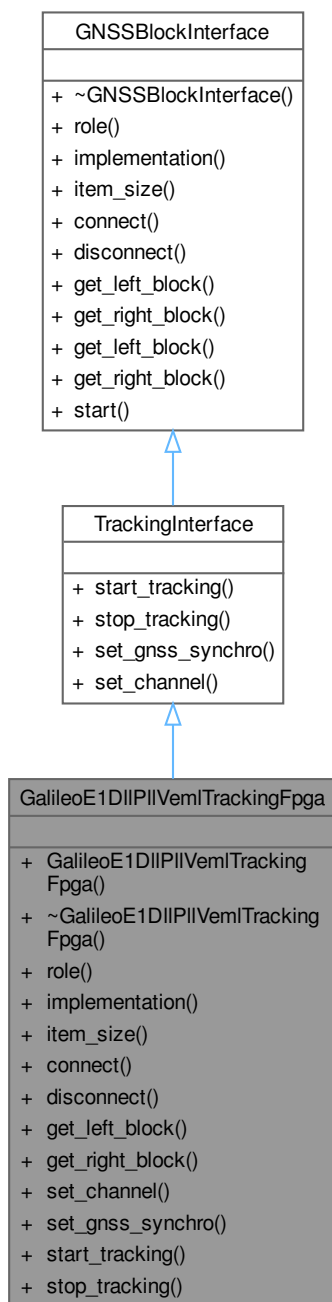 GNSSBlockInterface
+ ~GNSSBlockInterface()
+ role()
+ implementation()
+ item_size()
+ connect()
+ disconnect()
+ get_left_block()
+ get_right_block()
+ get_left_block()
+ get_right_block()
+ start()
TrackingInterface
+ start_tracking()
+ stop_tracking()
+ set_gnss_synchro()
+ set_channel()
GalileoE1DllPllVemlTrackingFpga
+ GalileoE1DllPllVemlTracking
Fpga()
+ ~GalileoE1DllPllVemlTracking
Fpga()
+ role()
+ implementation()
+ item_size()
+ connect()
+ disconnect()
+ get_left_block()
+ get_right_block()
+ set_channel()
+ set_gnss_synchro()
+ start_tracking()
+ stop_tracking()